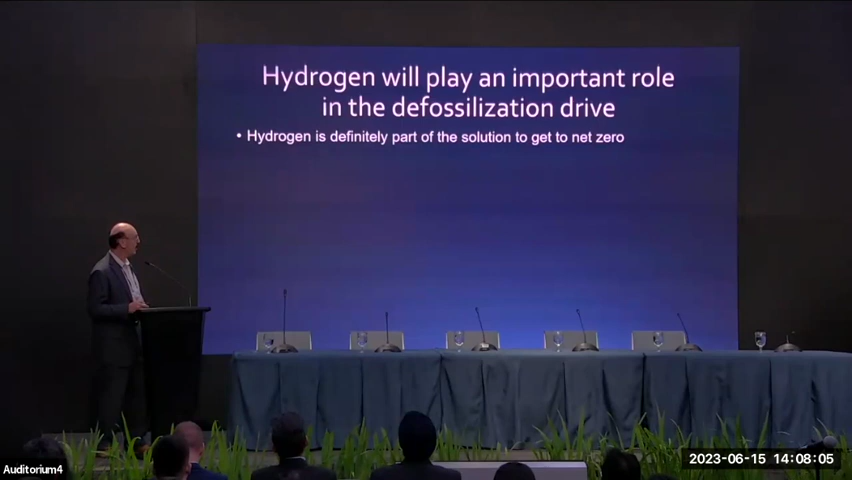 Hydrogen will play an important role
in the defossilization drive
• Hydrogen is definitely part of the solution to get to net zero
Auditorium4
2023-06-15 14:08:05